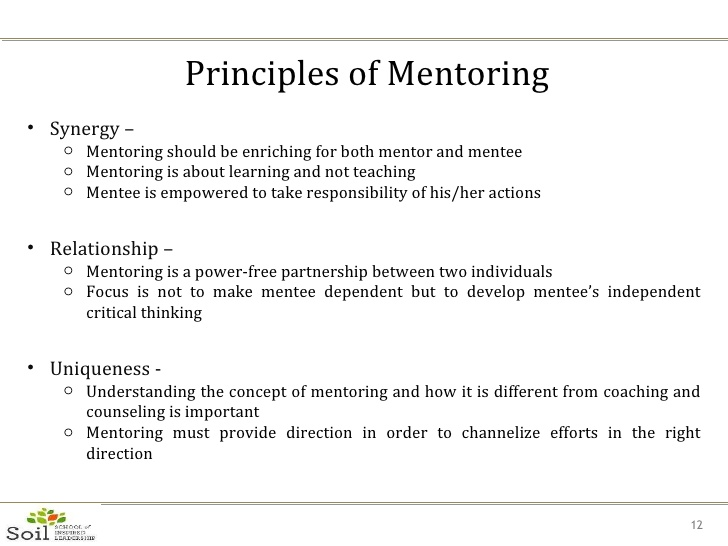 Principles of Mentoring
• Synergy –
○ Mentoring should be enriching for both mentor and mentee
○ Mentoring is about learning and not teaching
○ Mentee is empowered to take responsibility of his/her actions
• Relationship –
○ Mentoring is a power-free partnership between two individuals
○ Focus is not to make mentee dependent but to develop mentee’s independent
critical thinking
• Uniqueness -
○ Understanding the concept of mentoring and how it is different from coaching and
counseling is important
○ Mentoring must provide direction in order to channelize efforts in the right
direction
Soil
SCHOOL of
INSPIRED
LEADERSHIP
12